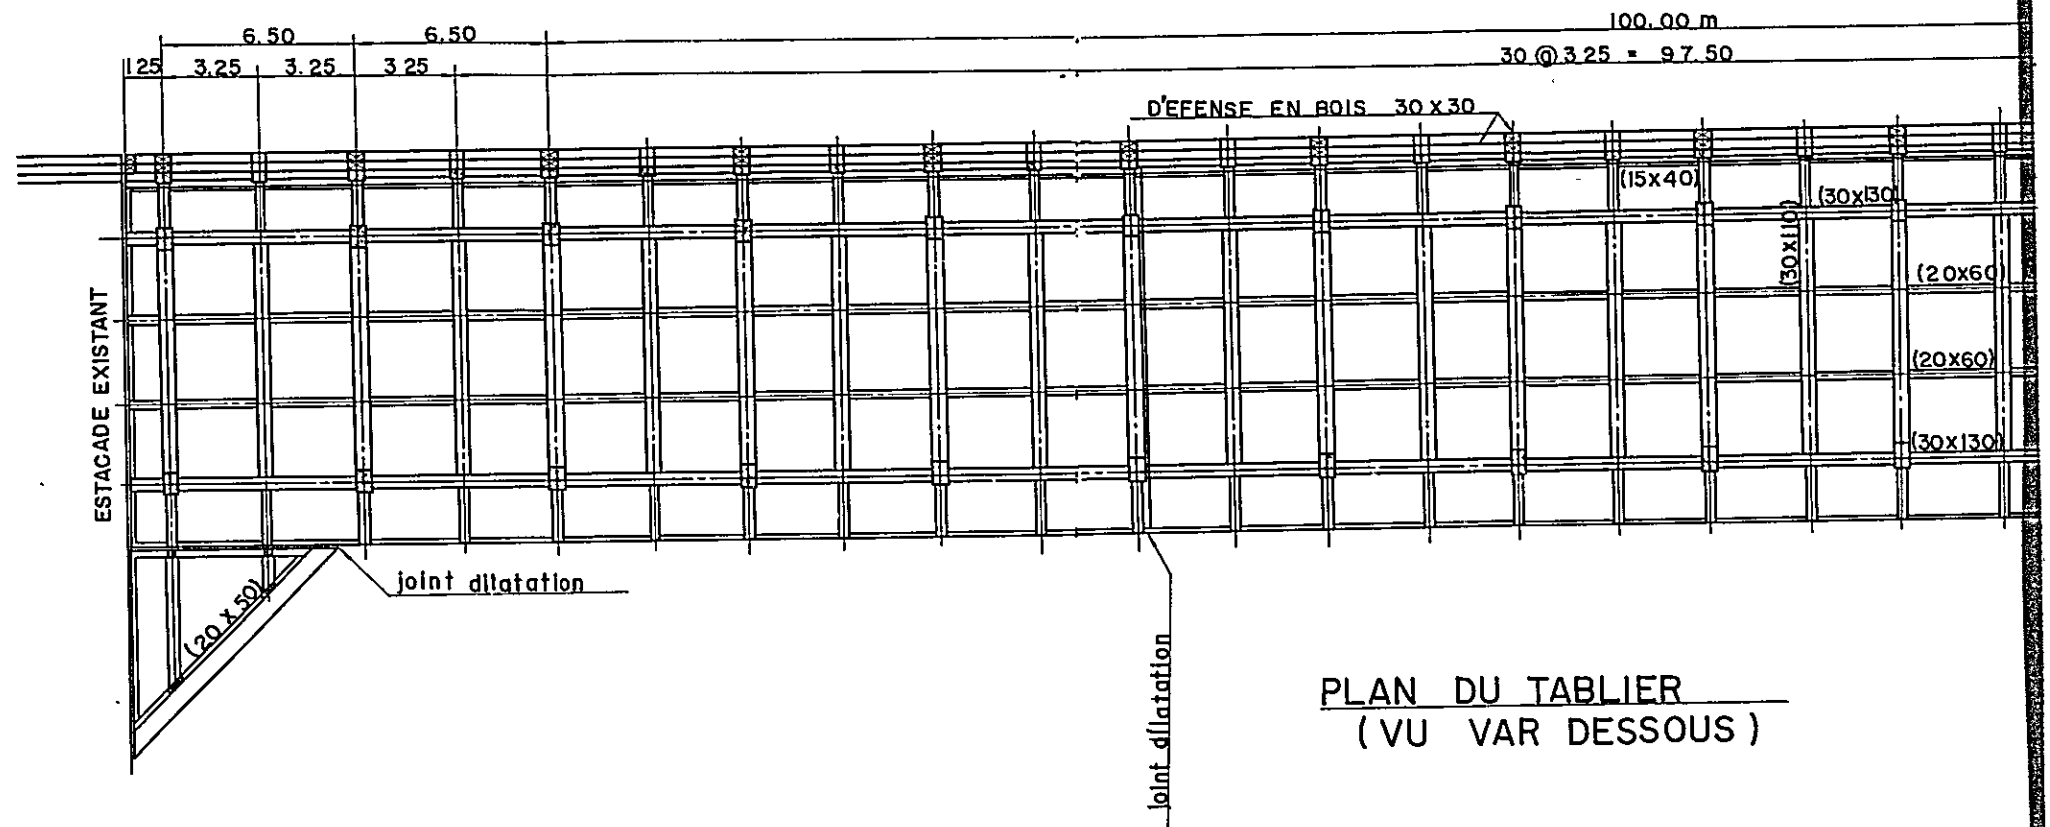 100.00 m
6.50 6.50
30 @ 3.25 = 97.50
125 3.25 3.25 3.25
D'EFENSE EN BOIS 30 X 30
(15x40)
(30x130)
(30x110)
(20x60)
ESTACADE EXISTANT
(20x60)
(30x130)
joint dilatation
(20 X 50)
joint dilatation
PLAN DU TABLIER
(VU VAR DESSOUS)